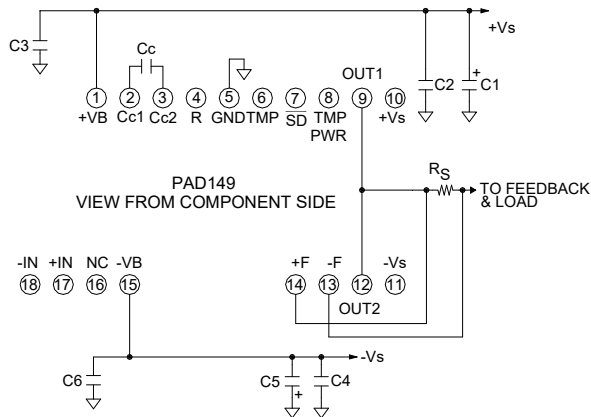 +Vs
C3
Cc
C2
+
C1
OUT1
1
2
3
4
5
6
7
8
9
10
+VB
Cc1
Cc2
R
GND
TMP
SD
TMP
PWR
+Vs
PAD149
VIEW FROM COMPONENT SIDE
RS
TO FEEDBACK
& LOAD
-IN
+IN
NC
-VB
+F
-F
-Vs
18
17
16
15
14
13
12
11
OUT2
-Vs
C6
C5
+
C4